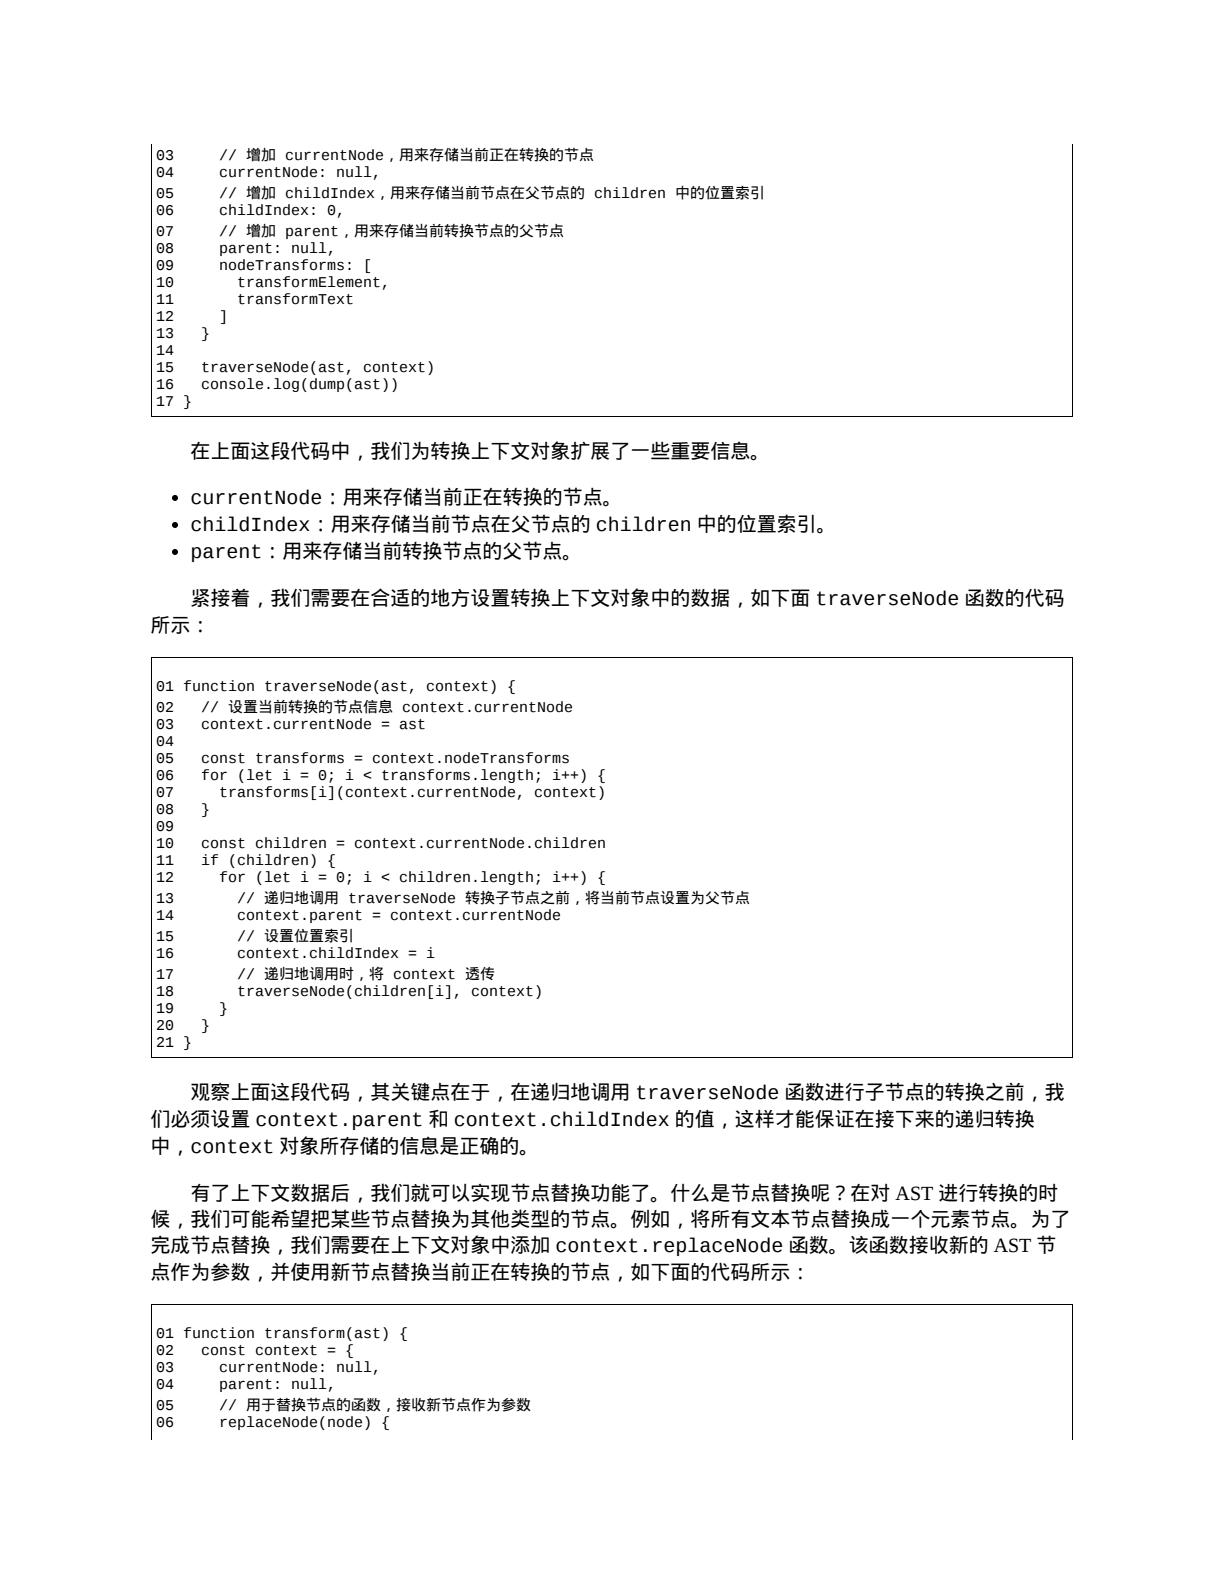 03     // 增加 currentNode，用来存储当前正在转换的节点
04     currentNode: null,
05     // 增加 childIndex，用来存储当前节点在父节点的 children 中的位置索引
06     childIndex: 0,
07     // 增加 parent，用来存储当前转换节点的父节点
08     parent: null,
09     nodeTransforms: [
10       transformElement,
11       transformText
12     ]
13   }
14
15   traverseNode(ast, context)
16   console.log(dump(ast))
17 }
在上面这段代码中，我们为转换上下文对象扩展了一些重要信息。
• currentNode：用来存储当前正在转换的节点。
• childIndex：用来存储当前节点在父节点的 children 中的位置索引。
• parent：用来存储当前转换节点的父节点。
紧接着，我们需要在合适的地方设置转换上下文对象中的数据，如下面 traverseNode 函数的代码
所示：
01 function traverseNode(ast, context) {
02   // 设置当前转换的节点信息 context.currentNode
03   context.currentNode = ast
04
05   const transforms = context.nodeTransforms
06   for (let i = 0; i < transforms.length; i++) {
07     transforms[i](context.currentNode, context)
08   }
09
10   const children = context.currentNode.children
11   if (children) {
12     for (let i = 0; i < children.length; i++) {
13       // 递归地调用 traverseNode 转换子节点之前，将当前节点设置为父节点
14       context.parent = context.currentNode
15       // 设置位置索引
16       context.childIndex = i
17       // 递归地调用时，将 context 透传
18       traverseNode(children[i], context)
19     }
20   }
21 }
观察上面这段代码，其关键点在于，在递归地调用 traverseNode 函数进行子节点的转换之前，我
们必须设置 context.parent 和 context.childIndex 的值，这样才能保证在接下来的递归转换
中，context 对象所存储的信息是正确的。
有了上下文数据后，我们就可以实现节点替换功能了。什么是节点替换呢？在对 AST 进行转换的时
候，我们可能希望把某些节点替换为其他类型的节点。例如，将所有文本节点替换成一个元素节点。为了
完成节点替换，我们需要在上下文对象中添加 context.replaceNode 函数。该函数接收新的 AST 节
点作为参数，并使用新节点替换当前正在转换的节点，如下面的代码所示：
01 function transform(ast) {
02   const context = {
03     currentNode: null,
04     parent: null,
05     // 用于替换节点的函数，接收新节点作为参数
06     replaceNode(node) {